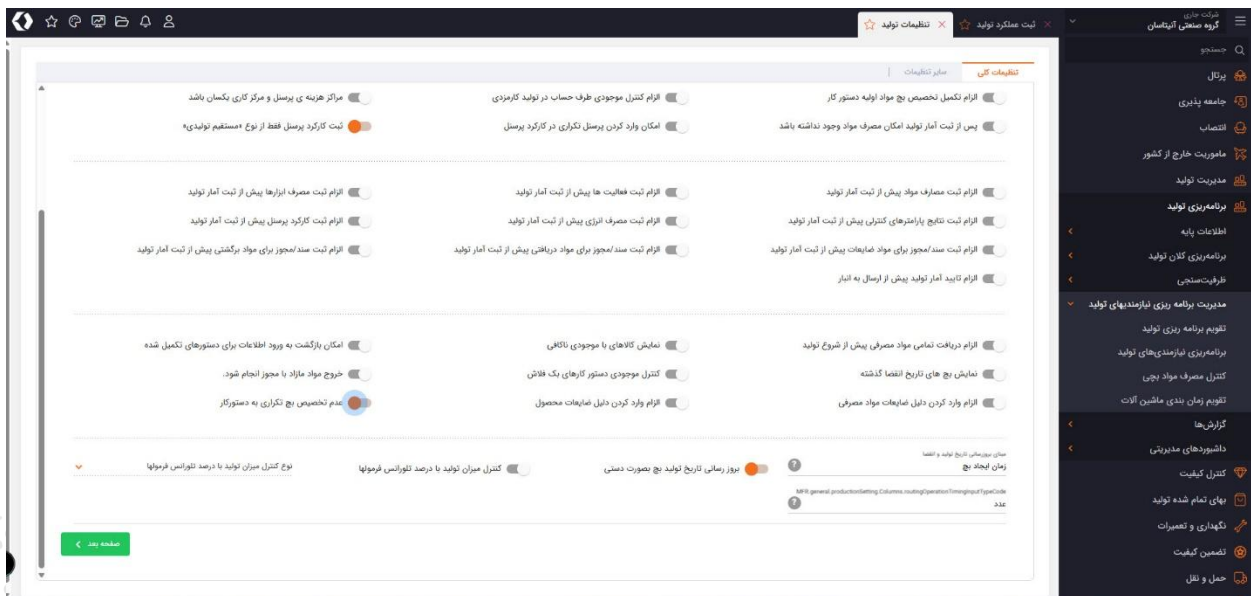 شرکت جاری
گروه صنعتی آنیتاسان
ثبت عملکرد تولید
تنظیمات تولید
جستجو
پرتال
جامعه پذیری
انتصاب
ماموریت خارج از کشور
مدیریت تولید
برنامه‌ریزی تولید
اطلاعات پایه
برنامه‌ریزی کلان تولید
ظرفیت‌سنجی
مدیریت برنامه ریزی نیازمندیهای تولید
تقویم برنامه ریزی تولید
برنامه‌ریزی نیازمندی‌های تولید
کنترل مصرف مواد بچی
تقویم زمان بندی ماشین آلات
گزارش‌ها
داشبوردهای مدیریتی
کنترل کیفیت
بهای تمام شده تولید
نگهداری و تعمیرات
تضمین کیفیت
حمل و نقل
تنظیمات کلی
سایر تنظیمات
الزام تکمیل تخصیص بچ مواد اولیه دستور کار
الزام کنترل موجودی طرف حساب در تولید کارمزدی
مراکز هزینه ی پرسنل و مرکز کاری یکسان باشد
پس از ثبت آمار تولید امکان مصرف مواد وجود نداشته باشد
امکان وارد کردن پرسنل تکراری در کارکرد پرسنل
ثبت کارکرد پرسنل فقط از نوع «مستقیم تولیدی»
الزام ثبت مصارف مواد پیش از ثبت آمار تولید
الزام ثبت فعالیت ها پیش از ثبت آمار تولید
الزام ثبت مصرف ابزارها پیش از ثبت آمار تولید
الزام ثبت نتایج پارامترهای کنترلی پیش از ثبت آمار تولید
الزام ثبت مصرف انرژی پیش از ثبت آمار تولید
الزام ثبت کارکرد پرسنل پیش از ثبت آمار تولید
الزام ثبت سند/مجوز برای مواد ضایعات پیش از ثبت آمار تولید
الزام ثبت سند/مجوز برای مواد دریافتی پیش از ثبت آمار تولید
الزام ثبت سند/مجوز برای مواد برگشتی پیش از ثبت آمار تولید
الزام تایید آمار تولید پیش از ارسال به انبار
الزام دریافت تمامی مواد مصرفی پیش از شروع تولید
نمایش کالاهای با موجودی ناکافی
امکان بازگشت به ورود اطلاعات برای دستورهای تکمیل شده
نمایش بچ های تاریخ انقضا گذشته
کنترل موجودی دستور کارهای بک فلاش
خروج مواد مازاد با مجوز انجام شود.
الزام وارد کردن دلیل ضایعات مواد مصرفی
الزام وارد کردن دلیل ضایعات محصول
عدم تخصیص بچ تکراری به دستورکار
مبنای بروزرسانی تاریخ تولید و انقضا
زمان ایجاد بچ
بروز رسانی تاریخ تولید بچ بصورت دستی
کنترل میزان تولید با درصد تلورانس فرمولها
نوع کنترل میزان تولید با درصد تلورانس فرمولها
MFR.general.productionSetting.Columns.routingOperationTimingInputTypeCode
عدد
صفحه بعد